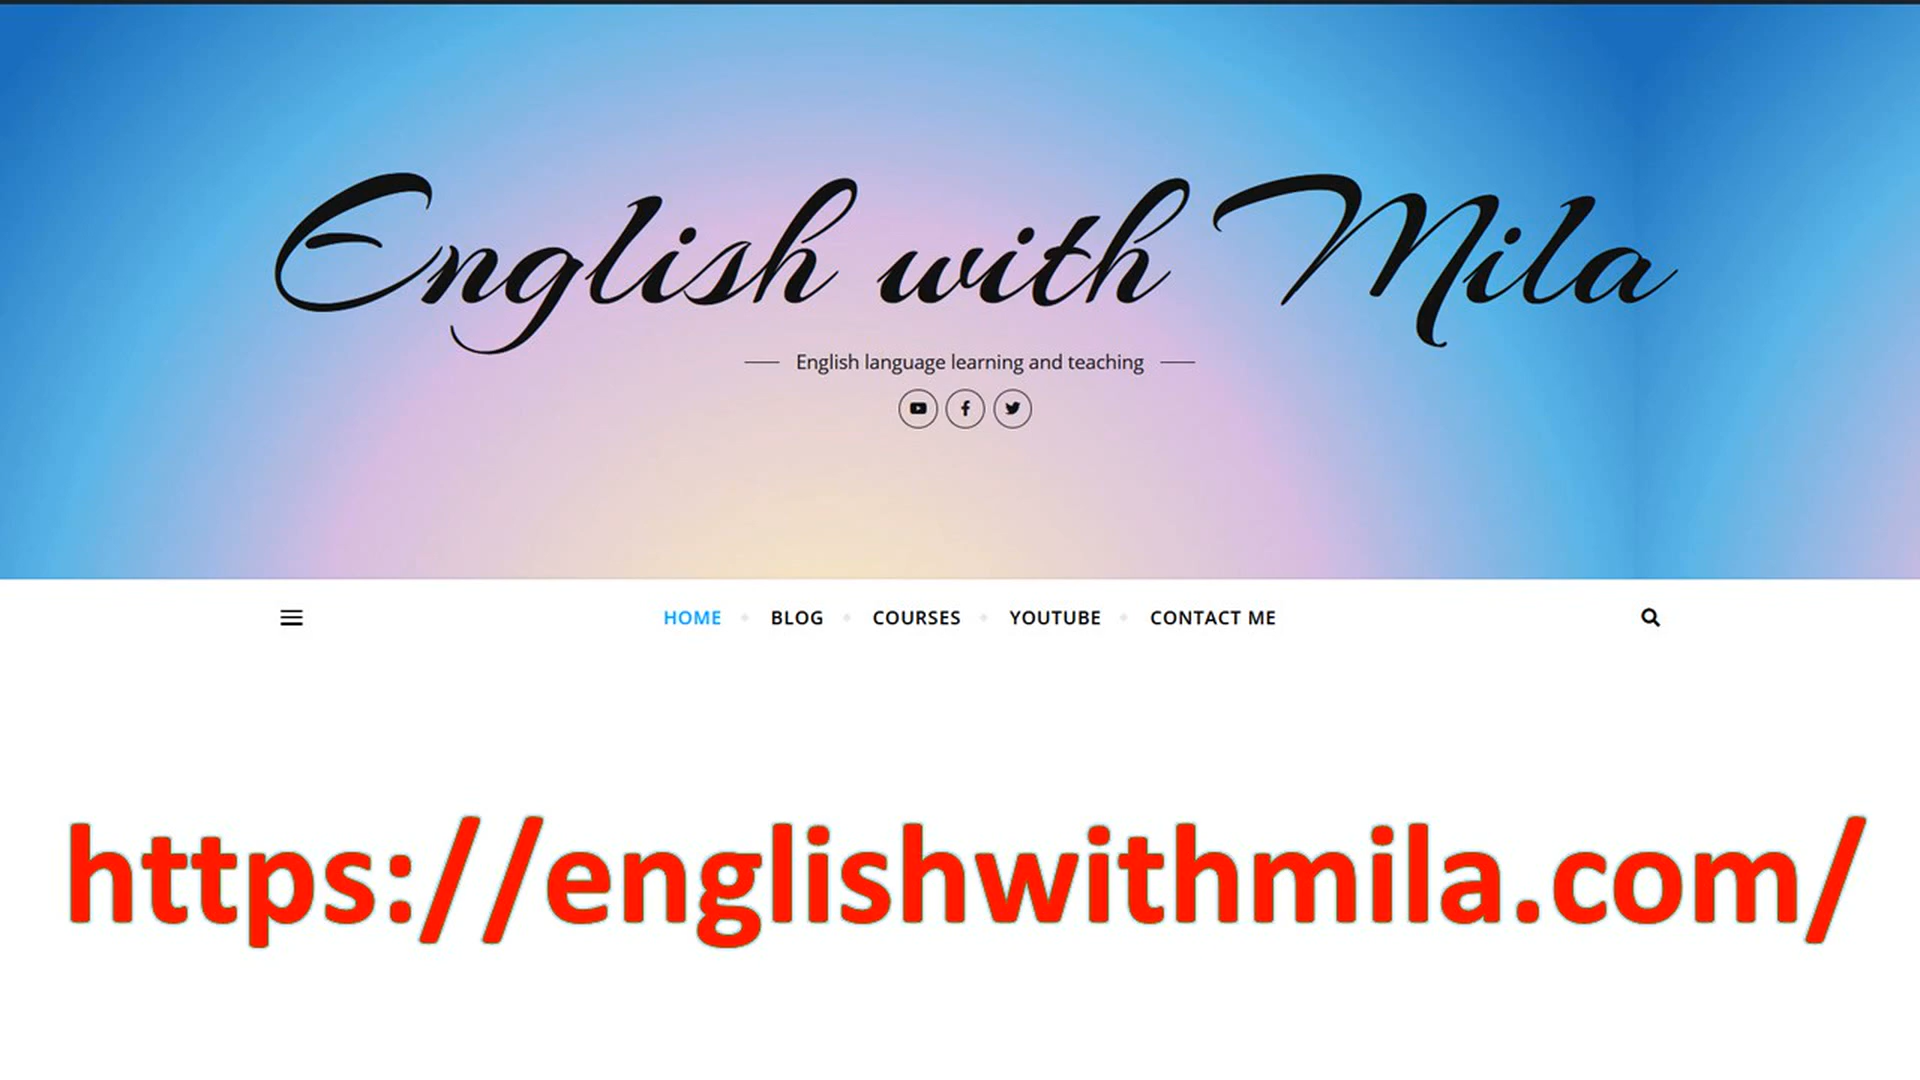 English with Mila
English language learning and teaching
HOME BLOG COURSES YOUTUBE CONTACT ME
https://englishwithmila.com/